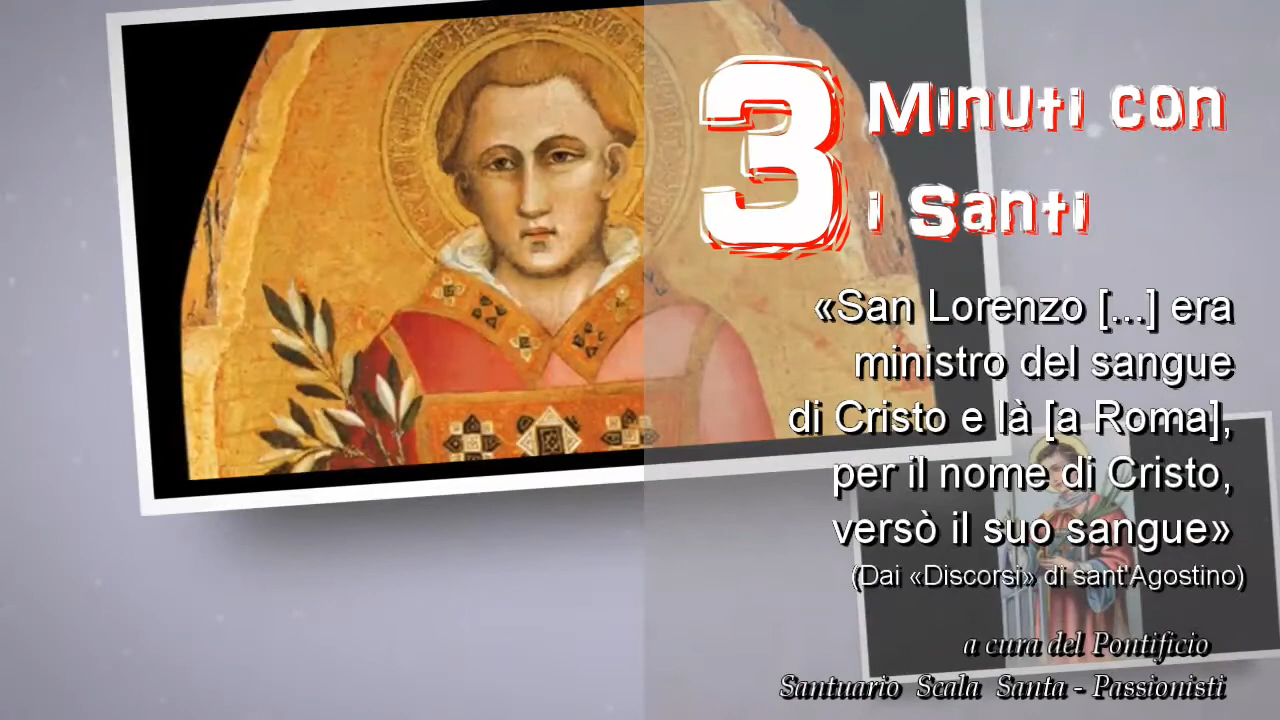 3 Minuti con
i Santi
«San Lorenzo [...] era
ministro del sangue
di Cristo e là [a Roma],
per il nome di Cristo,
versò il suo sangue»
(Dai «Discorsi» di sant'Agostino)
a cura del Pontificio
Santuario Scala Santa - Passionisti